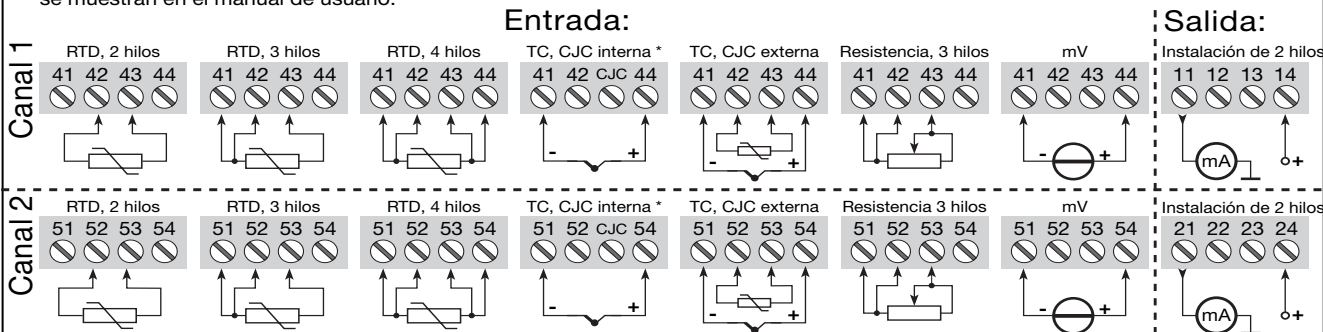 se muestran en el manual de usuario.
Entrada:
Salida:
Canal 1
RTD, 2 hilos
RTD, 3 hilos
RTD, 4 hilos
TC, CJC interna *
TC, CJC externa
Resistencia, 3 hilos
mV
Instalación de 2 hilos
41 42 43 44
41 42 43 44
41 42 43 44
41 42 CJC 44
41 42 43 44
41 42 43 44
41 42 43 44
11 12 13 14
- +
- +
- +
mA
+
Canal 2
RTD, 2 hilos
RTD, 3 hilos
RTD, 4 hilos
TC, CJC interna *
TC, CJC externa
Resistencia 3 hilos
mV
Instalación de 2 hilos
51 52 53 54
51 52 53 54
51 52 53 54
51 52 CJC 54
51 52 53 54
51 52 53 54
51 52 53 54
21 22 23 24
- +
- +
- +
mA
+